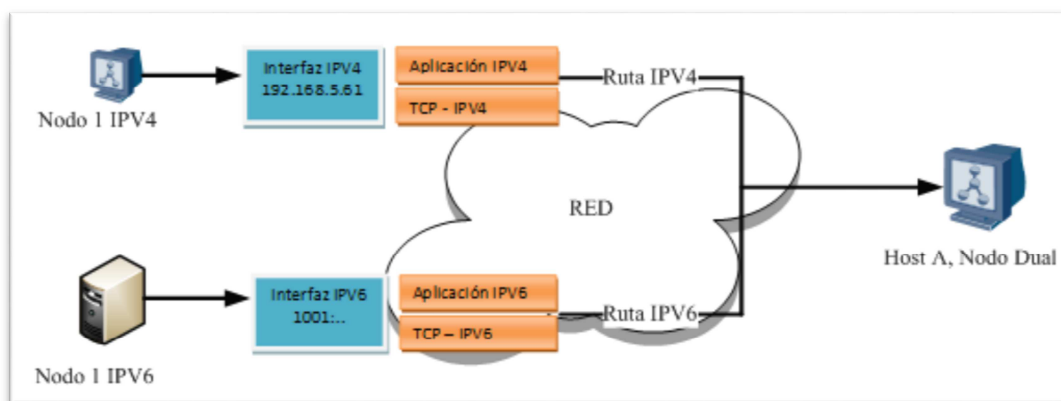 Interfaz IPV4
192.168.5.61
Aplicación IPV4
TCP - IPV4
Ruta IPV4
Nodo 1 IPV4
RED
Host A, Nodo Dual
Interfaz IPV6
1001:..
Aplicación IPV6
TCP – IPV6
Ruta IPV6
Nodo 1 IPV6